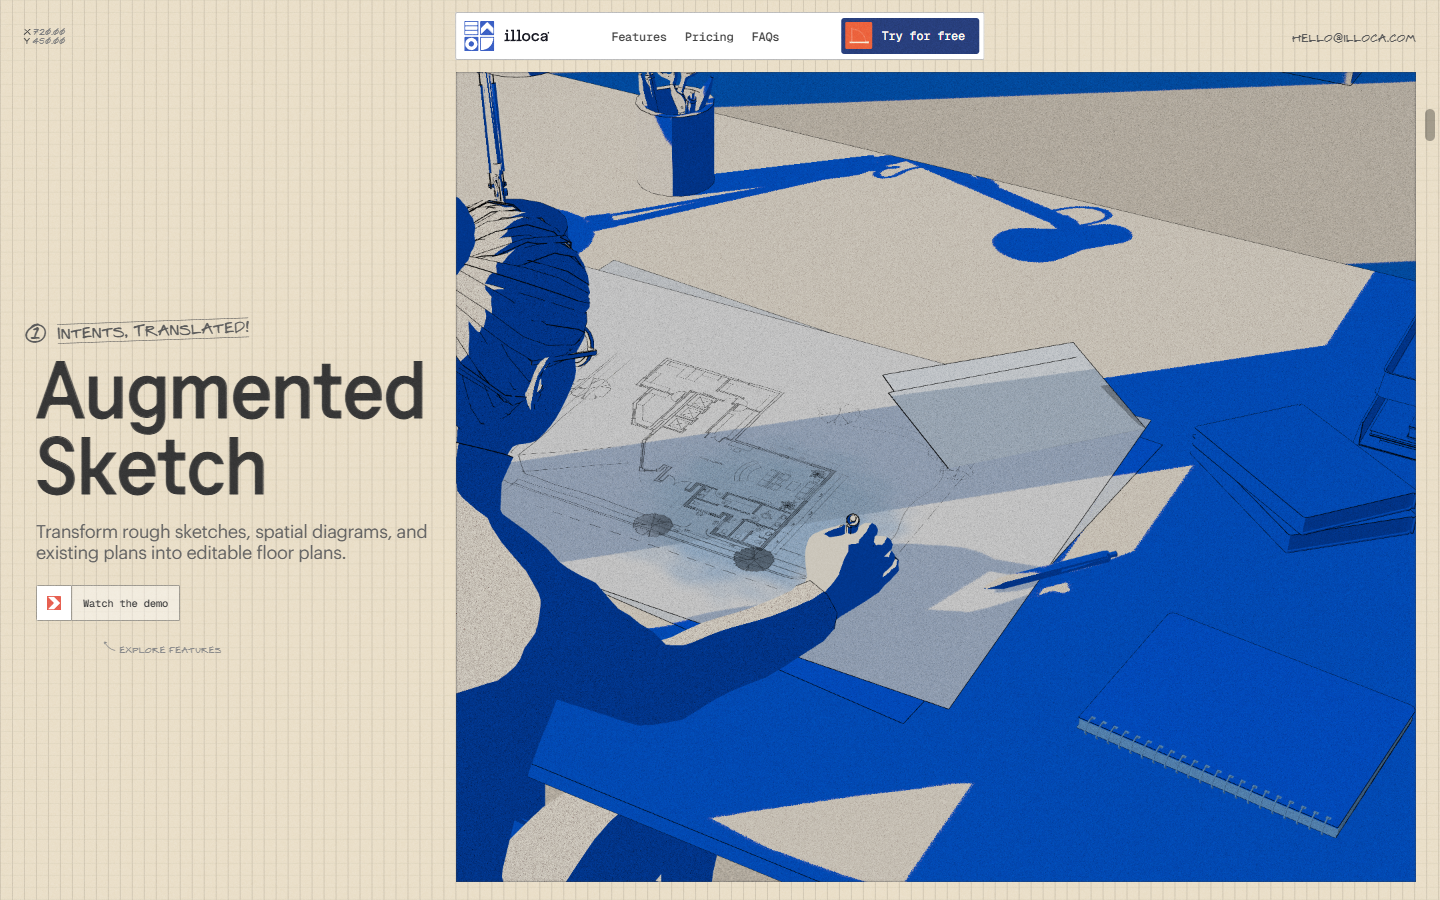 X 720.00
Y 450.00
illoca
Features
Pricing
FAQs
Try for free
HELLO@ILLOCA.COM
1 INTENTS, TRANSLATED!
Augmented
Sketch
Transform rough sketches, spatial diagrams, and
existing plans into editable floor plans.
Watch the demo
EXPLORE FEATURES